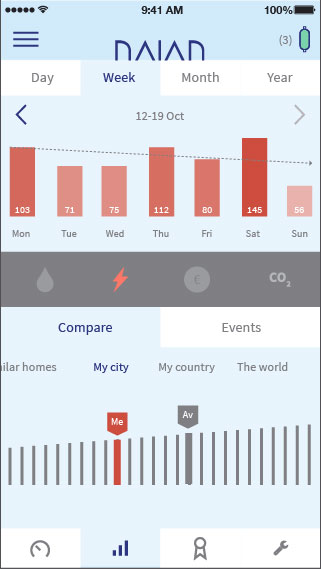 9:41 AM 100%
DAIAD
(3)
Day Week Month Year
12-19 Oct
103 71 75 112 80 145 56
Mon Tue Wed Thu Fri Sat Sun
€ CO2
Compare Events
ilar homes My city My country The world
Me Av